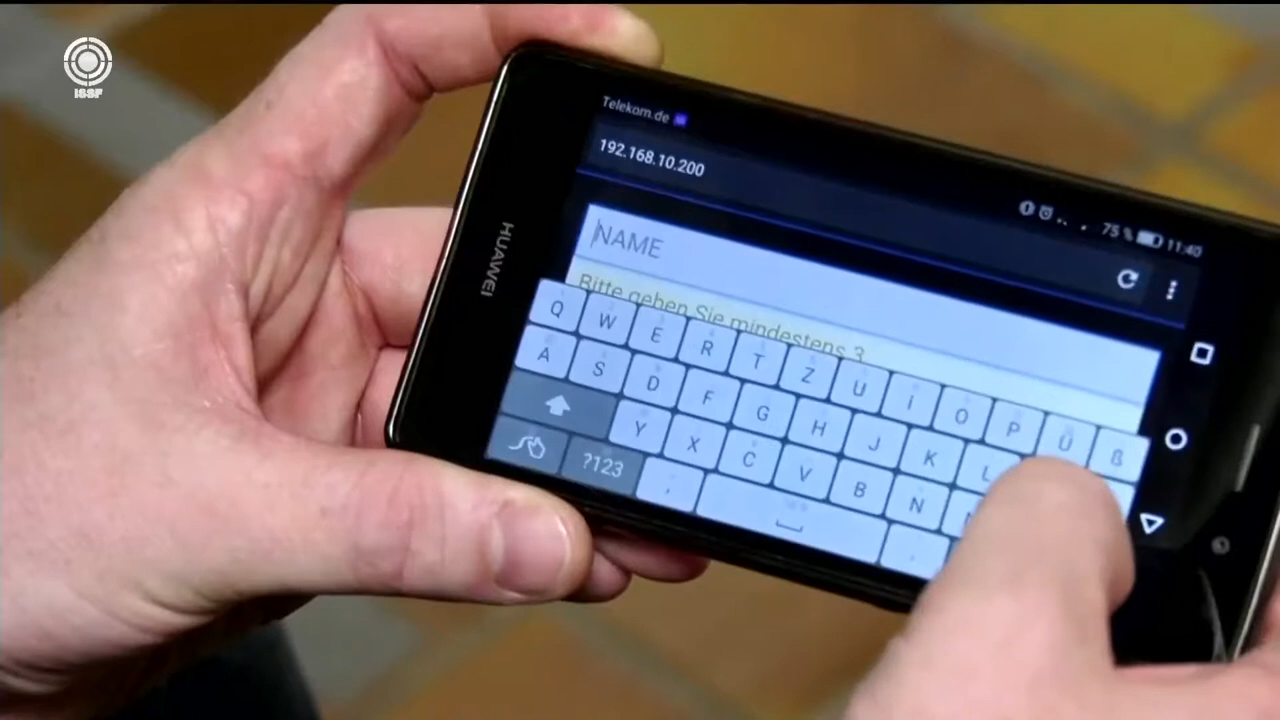 ISSF
Telekom.de
75 % 11:40
192.168.10.200
HUAWEI
NAME
Bitte geben Sie mindestens 3
Q W E R T Z U I O P Ü ß
A S D F G H J K L
Y X C V B N
?123 , .